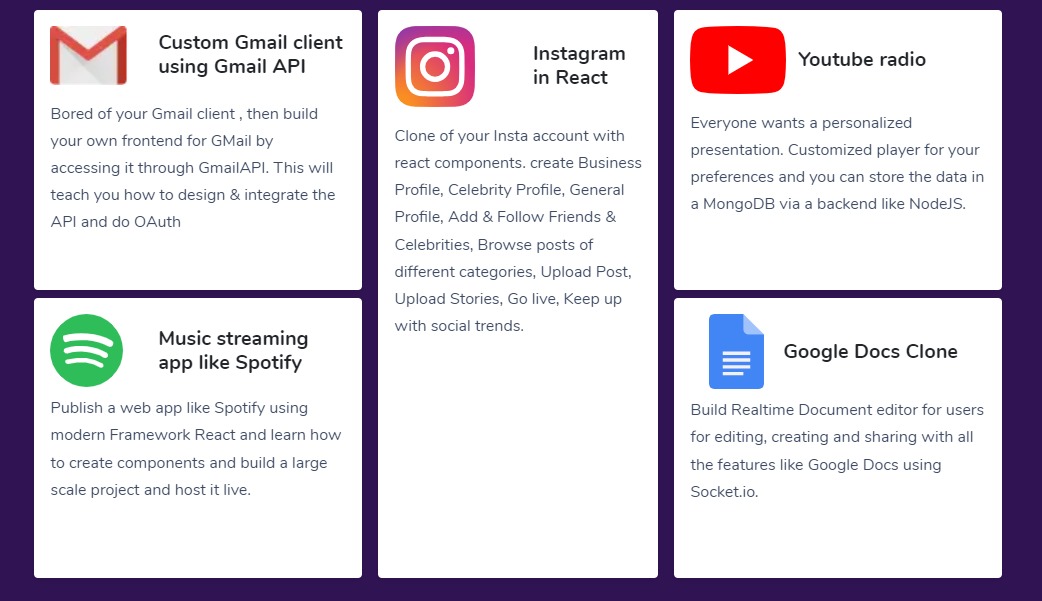 Custom Gmail client
using Gmail API
Bored of your Gmail client , then build
your own frontend for GMail by
accessing it through GmailAPI. This will
teach you how to design & integrate the
API and do OAuth
Instagram
in React
Clone of your Insta account with
react components. create Business
Profile, Celebrity Profile, General
Profile, Add & Follow Friends &
Celebrities, Browse posts of
different categories, Upload Post,
Upload Stories, Go live, Keep up
with social trends.
Youtube radio
Everyone wants a personalized
presentation. Customized player for your
preferences and you can store the data in
a MongoDB via a backend like NodeJS.
Music streaming
app like Spotify
Publish a web app like Spotify using
modern Framework React and learn how
to create components and build a large
scale project and host it live.
Google Docs Clone
Build Realtime Document editor for users
for editing, creating and sharing with all
the features like Google Docs using
Socket.io.